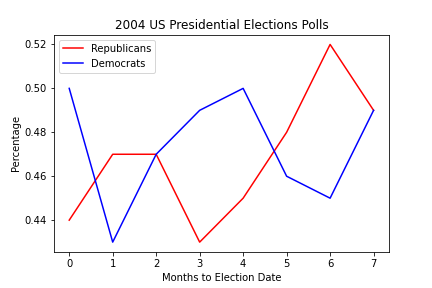 2004 US Presidential Elections Polls
Republicans
Democrats
Percentage
0.52
0.50
0.48
0.46
0.44
0 1 2 3 4 5 6 7
Months to Election Date